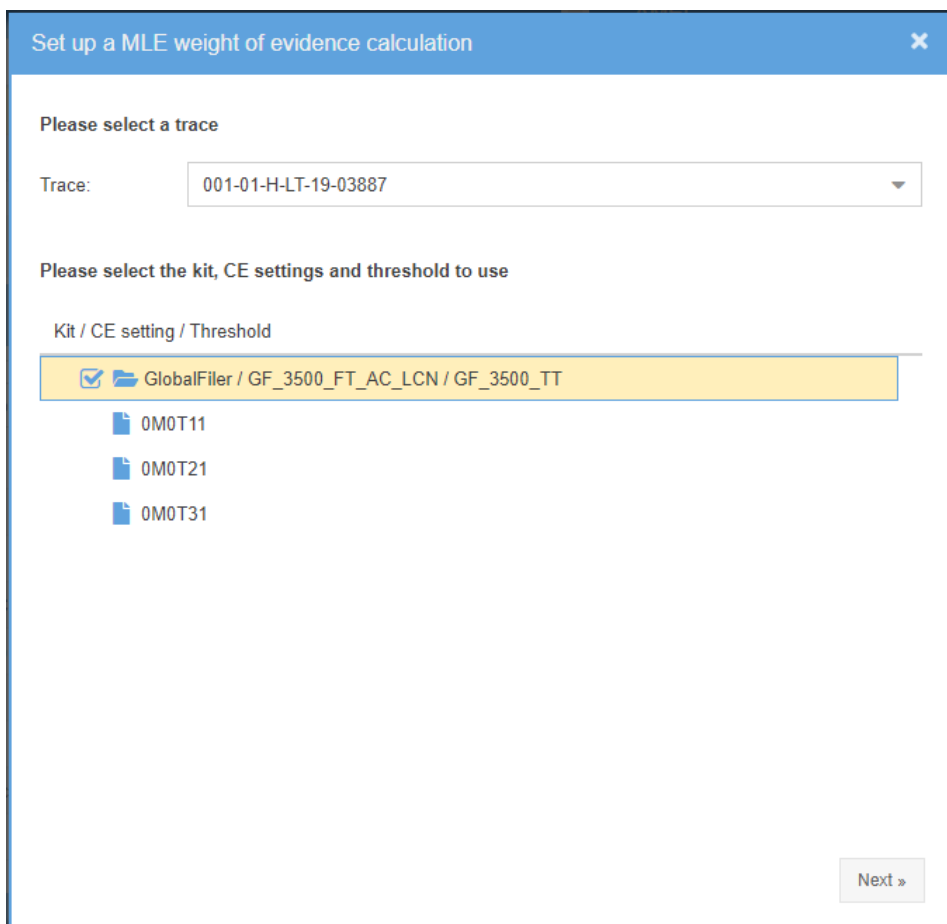 Set up a MLE weight of evidence calculation
Please select a trace
Trace: 001-01-H-LT-19-03887
Please select the kit, CE settings and threshold to use
Kit / CE setting / Threshold
GlobalFiler / GF_3500_FT_AC_LCN / GF_3500_TT
0M0T11
0M0T21
0M0T31
Next »